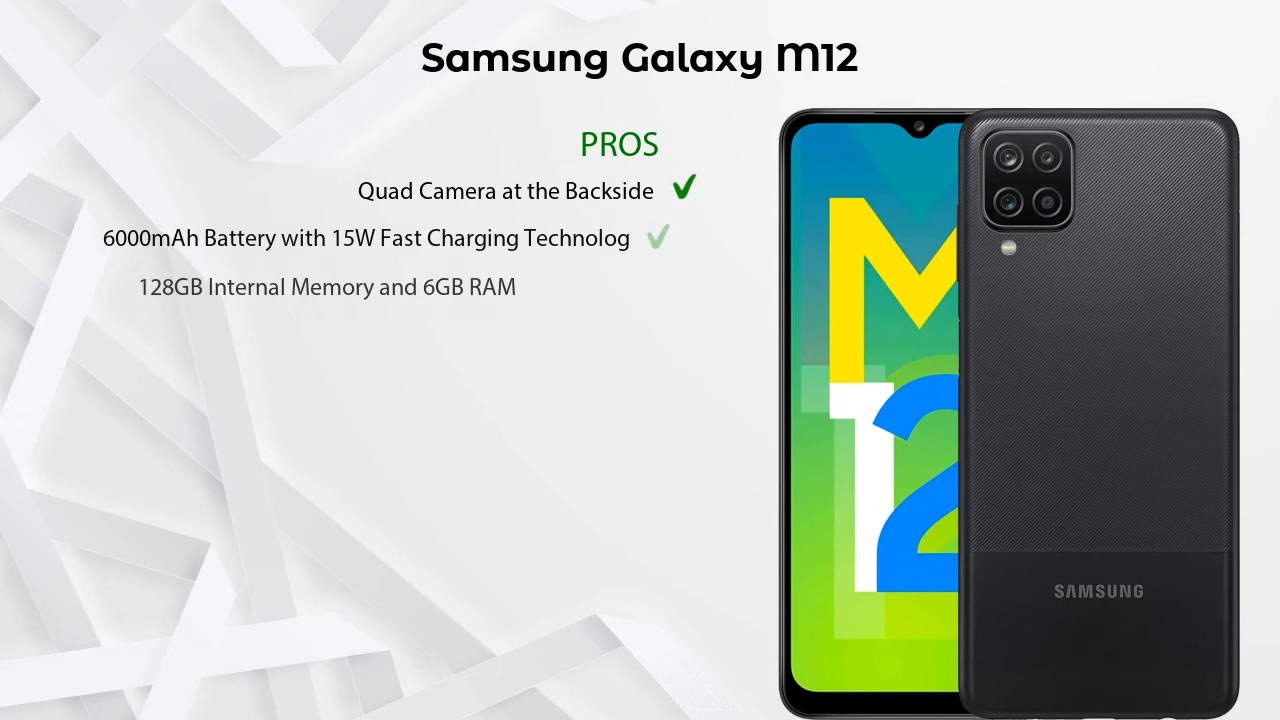 Samsung Galaxy M12
PROS
Quad Camera at the Backside
6000mAh Battery with 15W Fast Charging Technolog
128GB Internal Memory and 6GB RAM
M
12
SAMSUNG